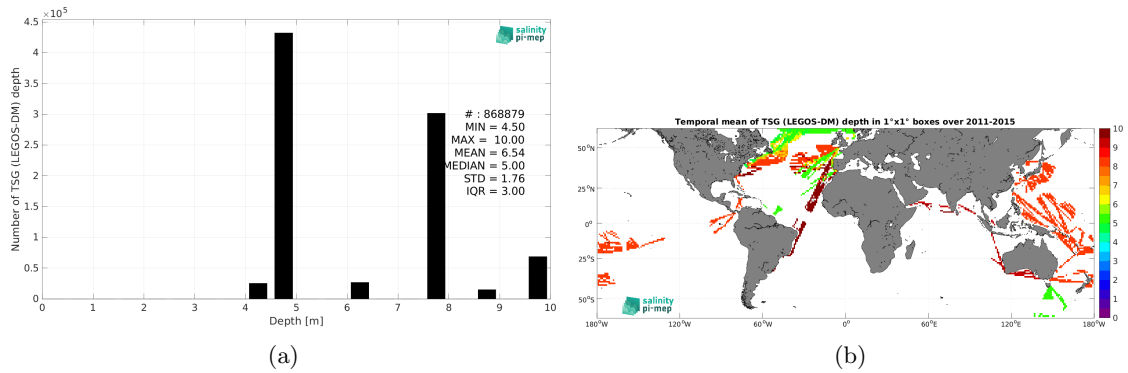 ×10⁵
4.5
4
3.5
3
2.5
2
1.5
1
0.5
0
Number of TSG (LEGOS-DM) depth
salinity
pi-mep
# : 868879
MIN = 4.50
MAX = 10.00
MEAN = 6.54
MEDIAN = 5.00
STD = 1.76
IQR = 3.00
0 1 2 3 4 5 6 7 8 9 10
Depth [m]
(a)
Temporal mean of TSG (LEGOS-DM) depth in 1°x1° boxes over 2011-2015
50°N
25°N
0°
25°S
50°S
180°W 120°W 60°W 0° 60°E 120°E 180°W
salinity
pi-mep
10
9
8
7
6
5
4
3
2
1
0
(b)